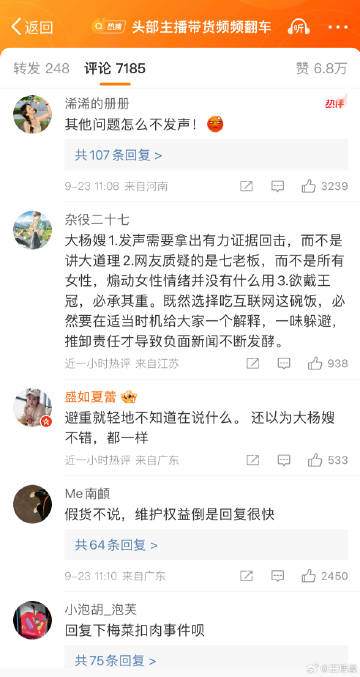 返回
热搜
头部主播带货频频翻车
听
转发 248
评论 7185
赞 6.8万
浠浠的册册
热评
其他问题怎么不发声！
共107条回复 >
9-23 11:08 来自河南
3239
杂役二十七
大杨嫂1.发声需要拿出有力证据回击，而不是
讲大道理2.网友质疑的是七老板，而不是所有
女性，煽动女性情绪并没有什么用3.欲戴王
冠，必承其重。既然选择吃互联网这碗饭，必
然要在适当时机给大家一个解释，一味躲避，
推卸责任才导致负面新闻不断发酵。
近一小时热评 来自江苏
938
盛如夏蕾
避重就轻地不知道在说什么。 还以为大杨嫂
不错，都一样
近一小时热评 来自广东
533
Me南頔
假货不说，维护权益倒是回复很快
共64条回复 >
9-23 11:10 来自广东
2450
小泡胡_泡芙
回复下梅菜扣肉事件呗
共75条回复 >